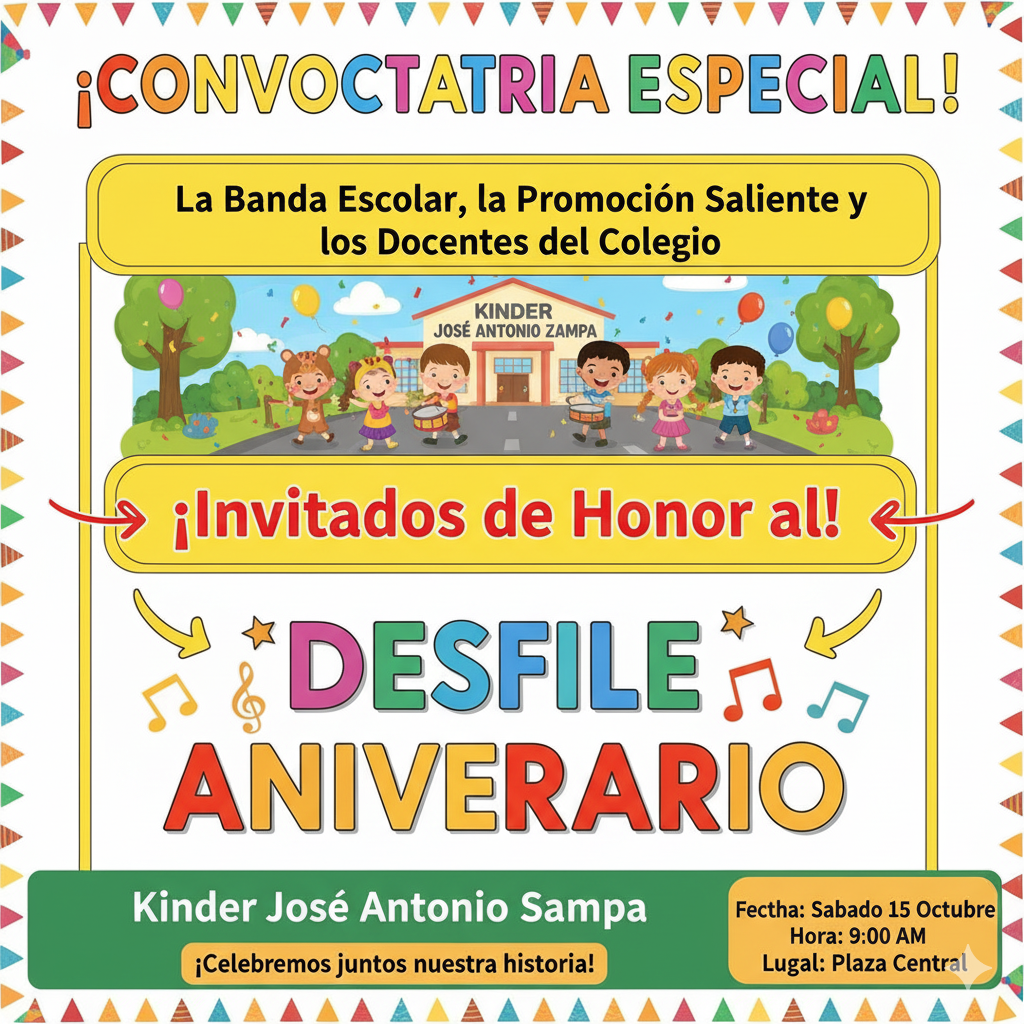 ¡CONVOCTATRIA ESPECIAL!
La Banda Escolar, la Promoción Saliente y
los Docentes del Colegio
KINDER
JOSÉ ANTONIO ZAMPA
¡Invitados de Honor al!
DESFILE
ANIVERARIO
Kinder José Antonio Sampa
¡Celebremos juntos nuestra historia!
Fectha: Sabado 15 Octubre
Hora: 9:00 AM
Lugal: Plaza Central